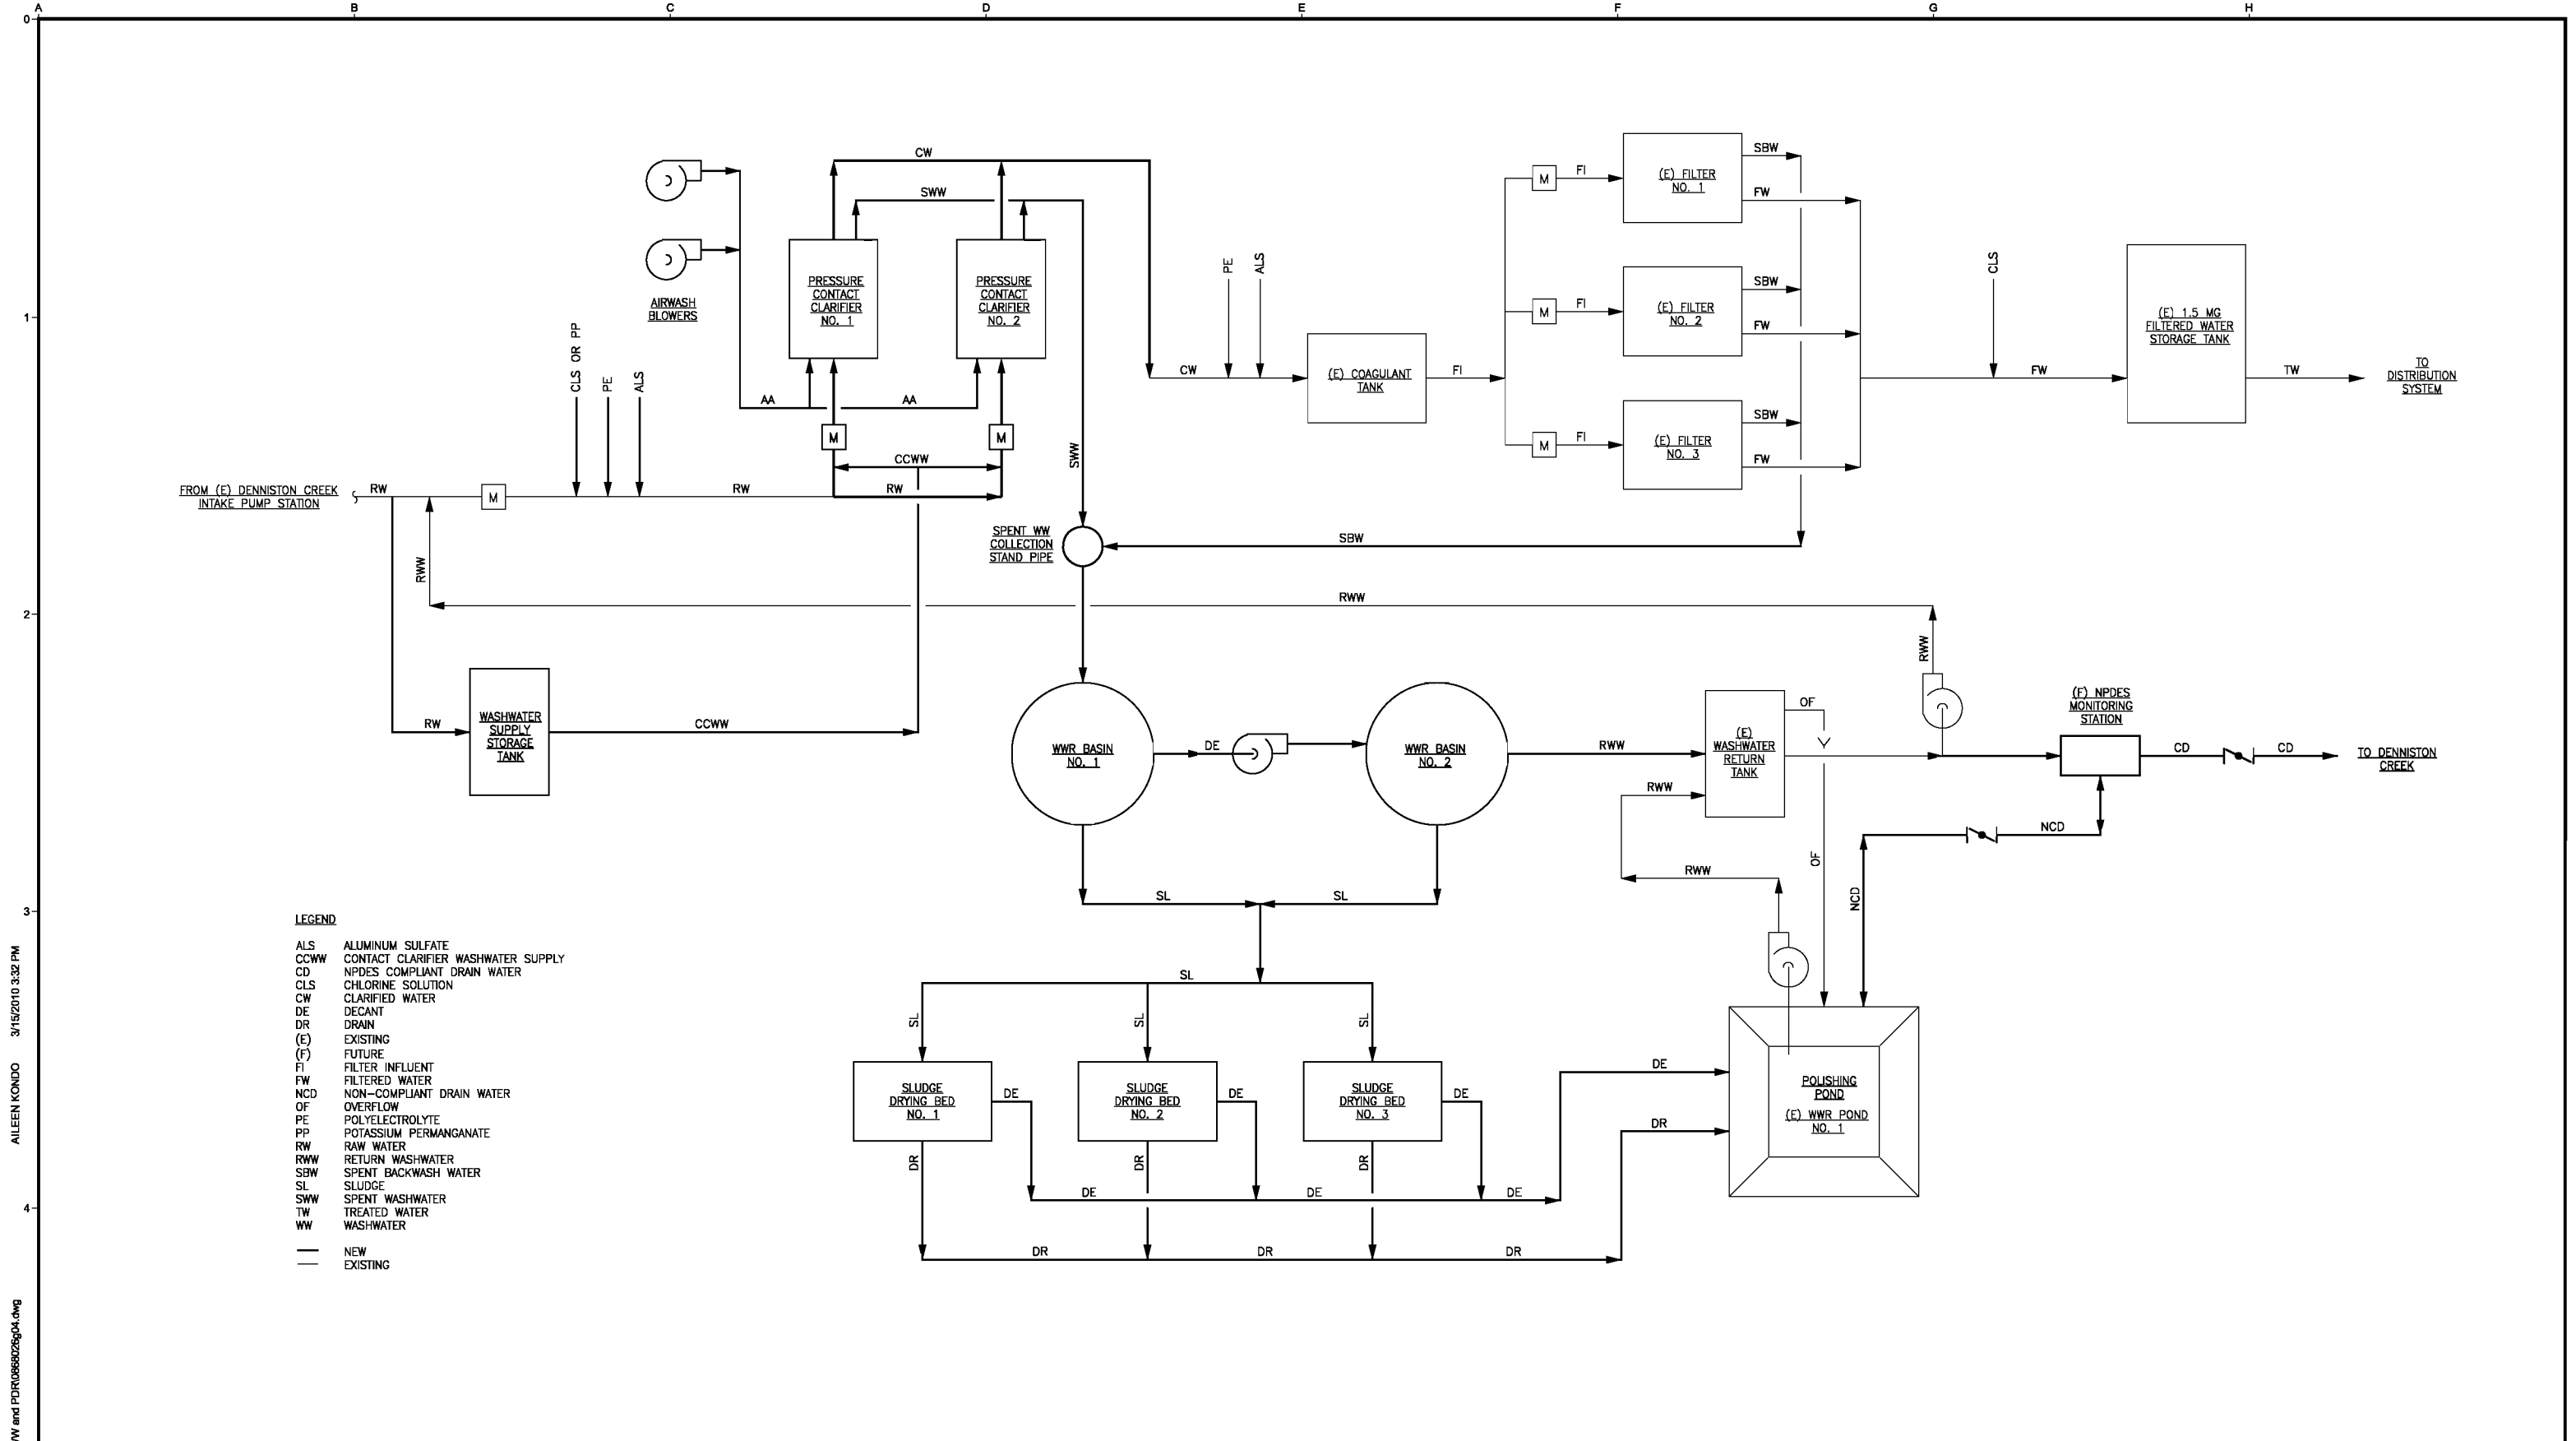 A B C D E F G H
0
1
2
3
4
CW
SWW
AIRWASH
BLOWERS
PRESSURE
CONTACT
CLARIFIER
NO. 1
PRESSURE
CONTACT
CLARIFIER
NO. 2
AA
AA
M
M
CCWW
RW
SWW
CLS OR PP
PE
ALS
FROM (E) DENNISTON CREEK
INTAKE PUMP STATION
RW
M
RW
RWW
CW
PE
ALS
(E) COAGULANT
TANK
FI
M
FI
(E) FILTER
NO. 1
SBW
FW
M
FI
(E) FILTER
NO. 2
SBW
FW
M
FI
(E) FILTER
NO. 3
SBW
FW
CLS
FW
(E) 1.5 MG
FILTERED WATER
STORAGE TANK
TW
TO
DISTRIBUTION
SYSTEM
SPENT WW
COLLECTION
STAND PIPE
SBW
RWW
RWW
RW
WASHWATER
SUPPLY
STORAGE
TANK
CCWW
WWR BASIN
NO. 1
DE
WWR BASIN
NO. 2
RWW
(E)
WASHWATER
RETURN
TANK
OF
RWW
RWW
OF
(F) NPDES
MONITORING
STATION
CD
CD
TO DENNISTON
CREEK
NCD
NCD
SL
SL
SL
SL
SL
SL
SLUDGE
DRYING BED
NO. 1
DE
SLUDGE
DRYING BED
NO. 2
DE
SLUDGE
DRYING BED
NO. 3
DE
DR
DR
DR
DE
DE
DE
DR
DR
DR
DE
DR
POLISHING
POND
(E) WWR POND
NO. 1
LEGEND
ALS ALUMINUM SULFATE
CCWW CONTACT CLARIFIER WASHWATER SUPPLY
CD NPDES COMPLIANT DRAIN WATER
CLS CHLORINE SOLUTION
CW CLARIFIED WATER
DE DECANT
DR DRAIN
(E) EXISTING
(F) FUTURE
FI FILTER INFLUENT
FW FILTERED WATER
NCD NON-COMPLIANT DRAIN WATER
OF OVERFLOW
PE POLYELECTROLYTE
PP POTASSIUM PERMANGANATE
RW RAW WATER
RWW RETURN WASHWATER
SBW SPENT BACKWASH WATER
SL SLUDGE
SWW SPENT WASHWATER
TW TREATED WATER
WW WASHWATER
NEW
EXISTING
AILEEN KONDO 3/15/2010 3:32 PM
and PDR\0868026g04.dwg